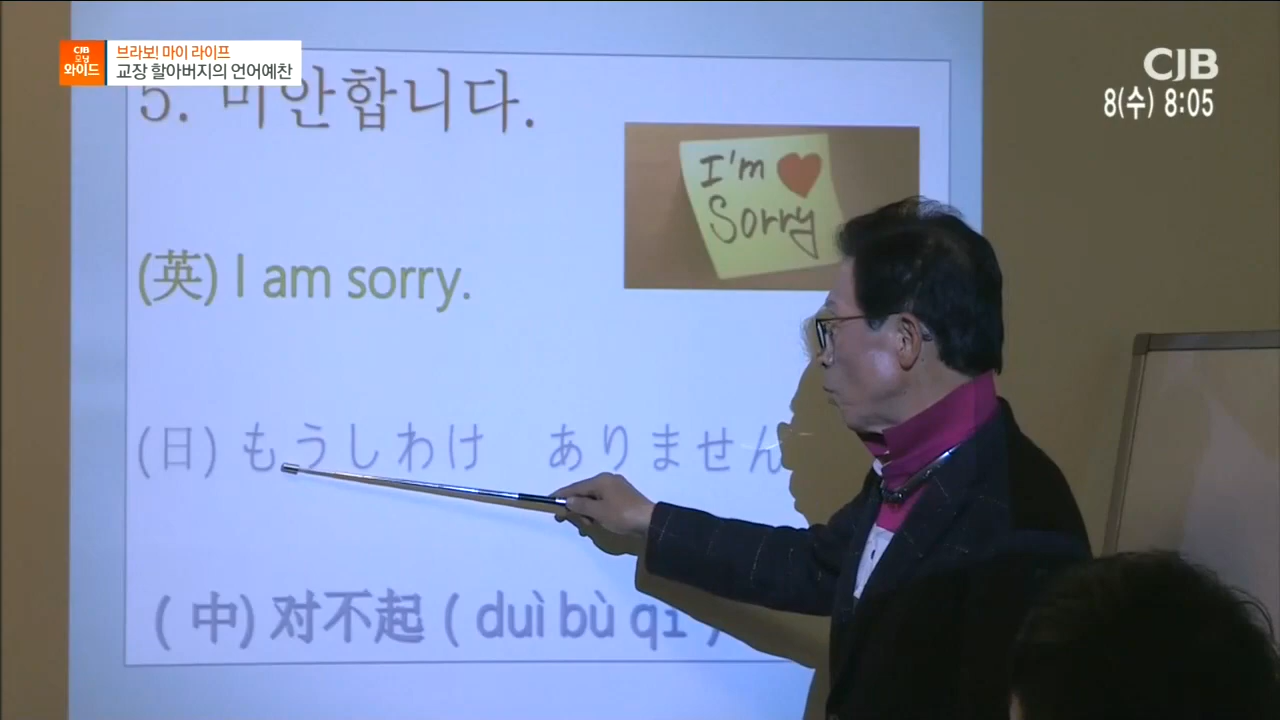 CJB
모닝
와이드
브라보! 마이 라이프
교장 할아버지의 언어예찬
CJB
8(수) 8:05
5. 미안합니다.
I'm ♥
Sorry
(英) I am sorry.
(日) もうしわけ ありません
( 中) 对不起 ( duì bù qǐ )